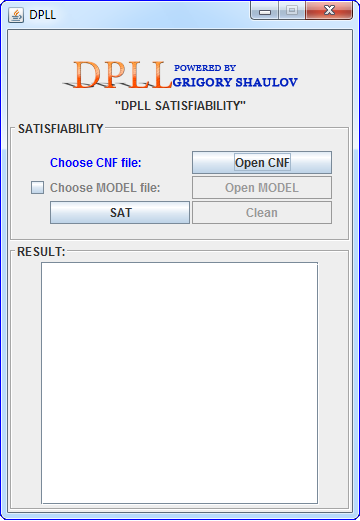 DPLL
DPLL POWERED BY
GRIGORY SHAULOV
"DPLL SATISFIABILITY"
SATISFIABILITY
Choose CNF file: Open CNF
Choose MODEL file: Open MODEL
SAT Clean
RESULT: